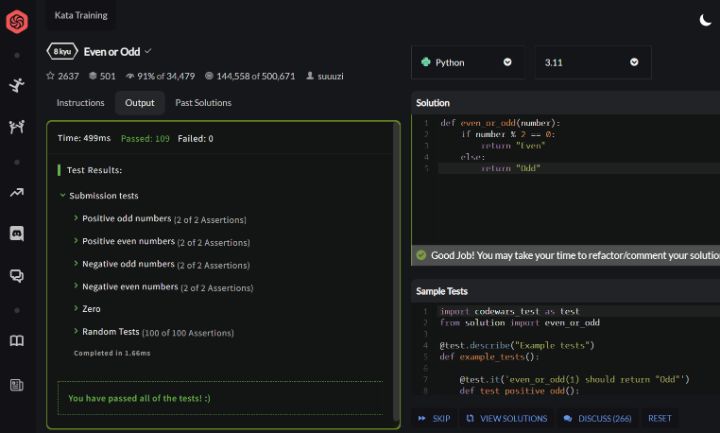 Kata Training
8 kyu Even or Odd
2637 501 91% of 34,479 144,558 of 500,671 suuuzi
Instructions Output Past Solutions
Time: 499ms Passed: 109 Failed: 0
Test Results:
Submission tests
Positive odd numbers (2 of 2 Assertions)
Positive even numbers (2 of 2 Assertions)
Negative odd numbers (2 of 2 Assertions)
Negative even numbers (2 of 2 Assertions)
Zero
Random Tests (100 of 100 Assertions)
Completed in 1.66ms
You have passed all of the tests! :)
Python 3.11
Solution
1 def even_or_odd(number):
2 if number % 2 == 0:
3 return "Even"
4 else:
5 return "Odd"
Good Job! You may take your time to refactor/comment your solution
Sample Tests
1 import codewars_test as test
2 from solution import even_or_odd
3
4 @test.describe("Example tests")
5 def example_tests():
6
7 @test.it('even_or_odd(1) should return "Odd"')
8 def test_positive_odd():
SKIP VIEW SOLUTIONS DISCUSS (266) RESET